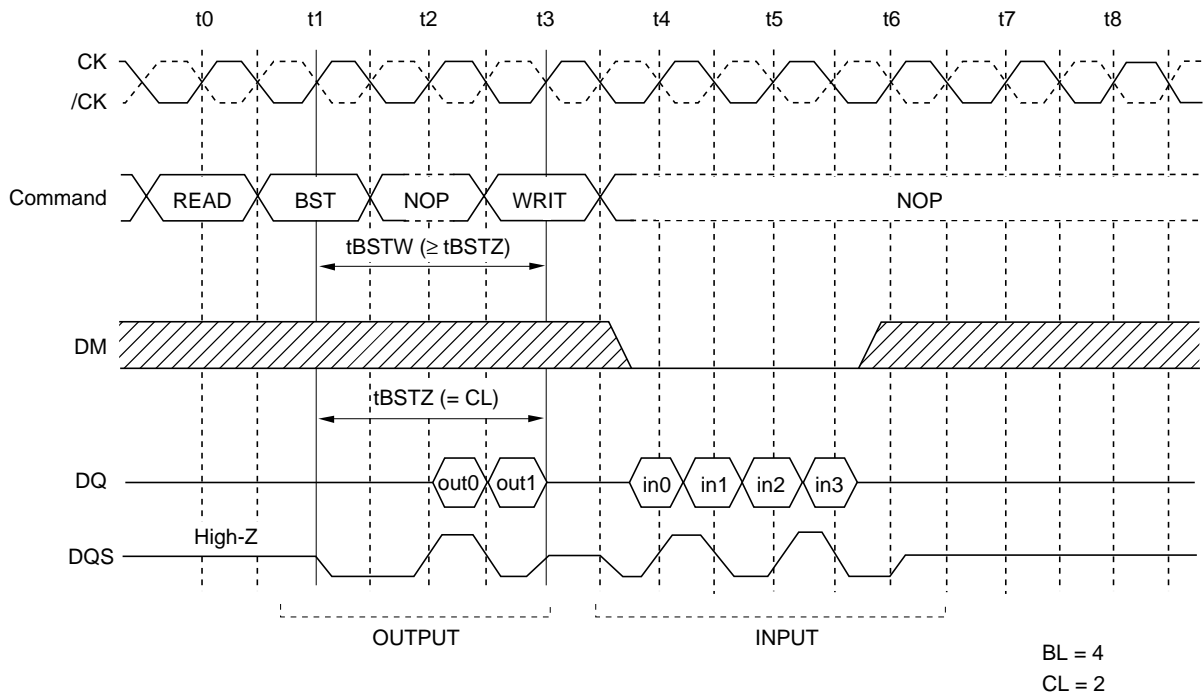 t0 t1 t2 t3 t4 t5 t6 t7 t8
CK
/CK
Command READ BST NOP WRIT NOP
tBSTW (≥ tBSTZ)
DM
tBSTZ (= CL)
DQ out0 out1 in0 in1 in2 in3
High-Z
DQS
OUTPUT INPUT
BL = 4
CL = 2